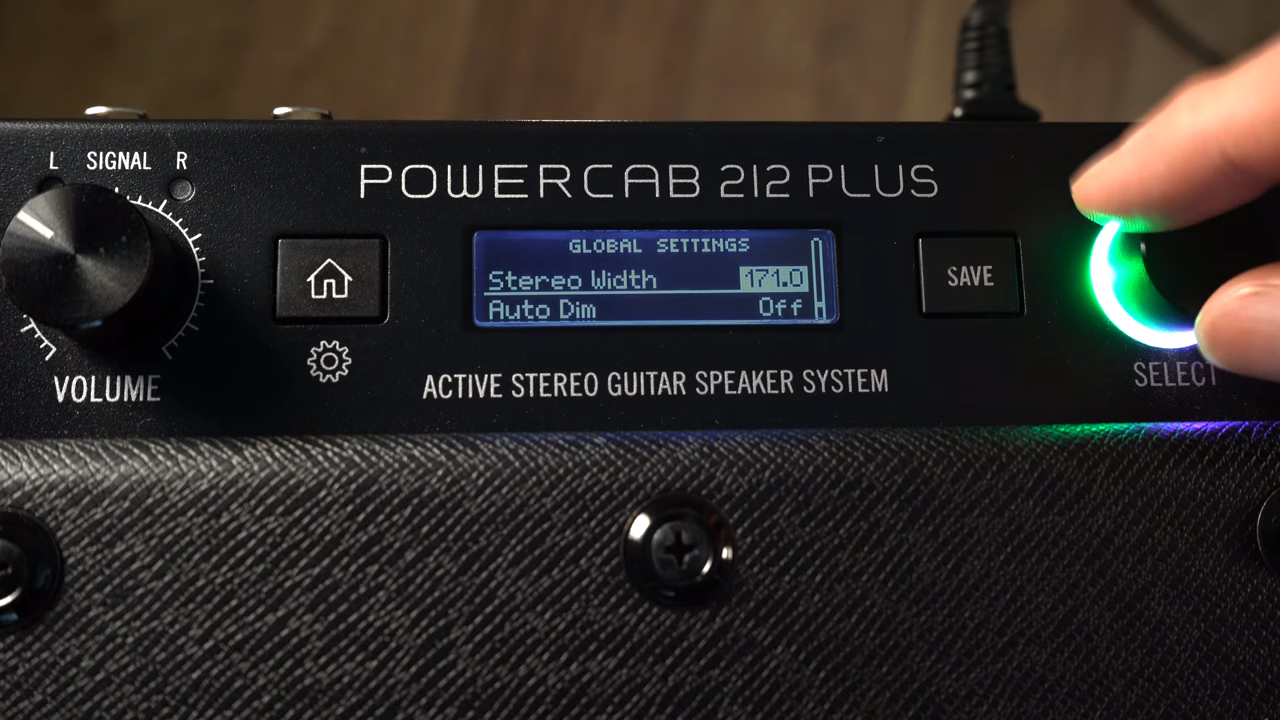 L SIGNAL R
POWERCAB 212 PLUS
GLOBAL SETTINGS
Stereo Width 171.0
Auto Dim Off
SAVE
VOLUME
ACTIVE STEREO GUITAR SPEAKER SYSTEM
SELECT